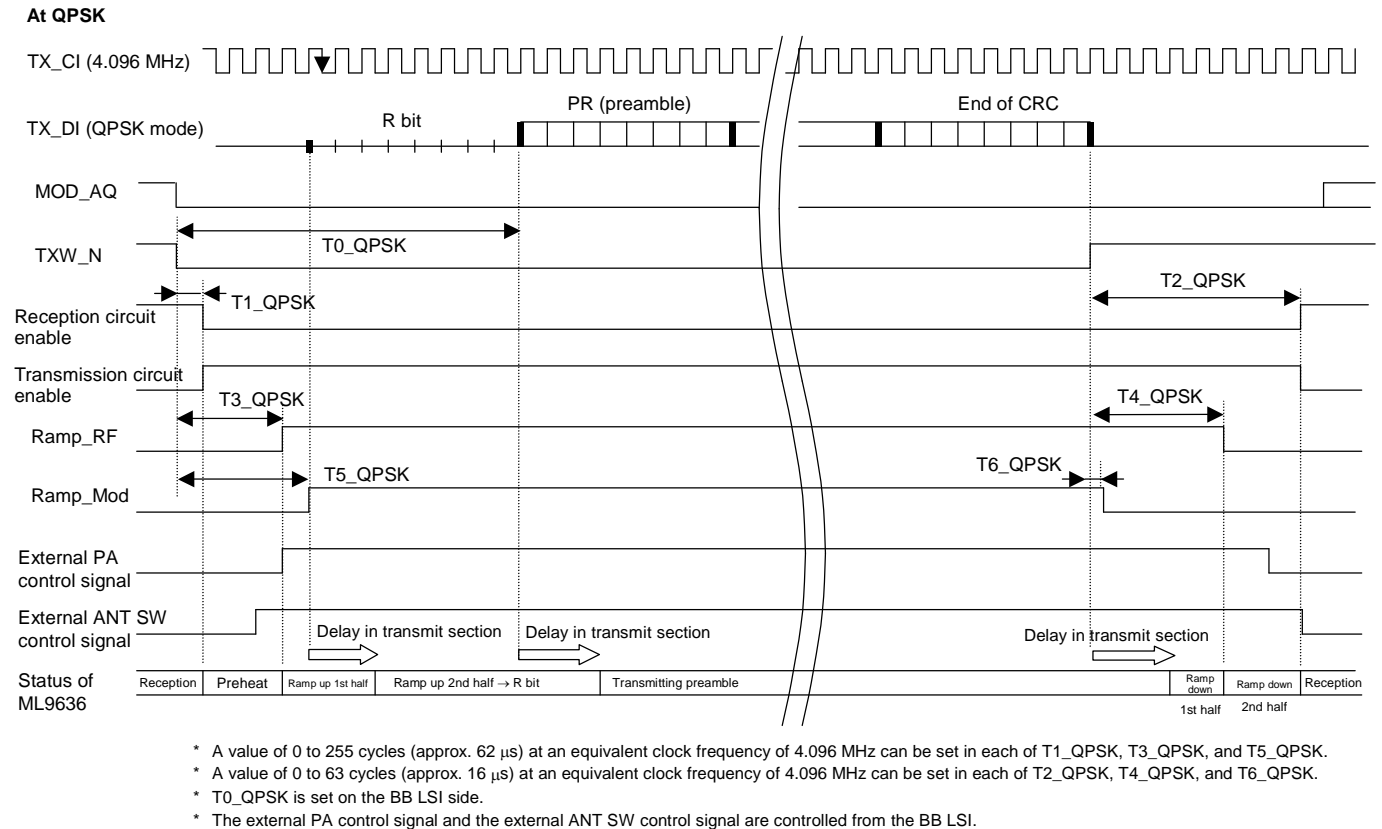 At QPSK
TX_CI (4.096 MHz)
PR (preamble)
End of CRC
TX_DI (QPSK mode)
R bit
MOD_AQ
T0_QPSK
TXW_N
T2_QPSK
T1_QPSK
Reception circuit
enable
Transmission circuit
enable
T3_QPSK
T4_QPSK
Ramp_RF
T5_QPSK
T6_QPSK
Ramp_Mod
External PA
control signal
External ANT SW
control signal
Delay in transmit section
Delay in transmit section
Delay in transmit section
Status of
ML9636
Reception
Preheat
Ramp up 1st half
Ramp up 2nd half → R bit
Transmitting preamble
Ramp
down
1st half
Ramp down
2nd half
Reception
* A value of 0 to 255 cycles (approx. 62 μs) at an equivalent clock frequency of 4.096 MHz can be set in each of T1_QPSK, T3_QPSK, and T5_QPSK.
* A value of 0 to 63 cycles (approx. 16 μs) at an equivalent clock frequency of 4.096 MHz can be set in each of T2_QPSK, T4_QPSK, and T6_QPSK.
* T0_QPSK is set on the BB LSI side.
* The external PA control signal and the external ANT SW control signal are controlled from the BB LSI.